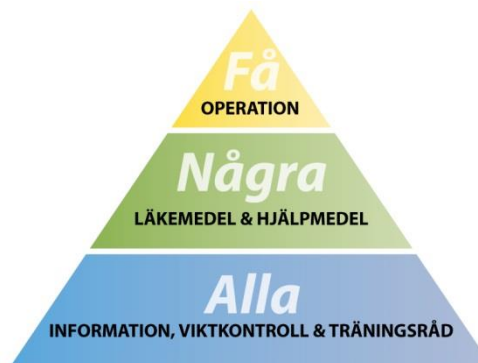 Få
OPERATION
Några
LÄKEMEDEL & HJÄLPMEDEL
Alla
INFORMATION, VIKTKONTROLL & TRÄNINGSRÅD